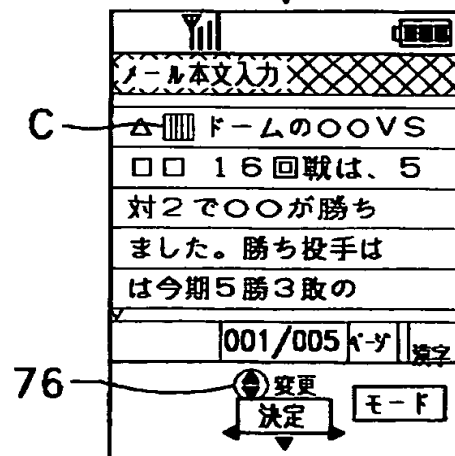 メール本文入力
C
△ ドームの○○VS
□□ 16回戦は、5
対2で○○が勝ち
ました。勝ち投手は
は今期5勝3敗の
001/005 ページ 漢字
76
変更
決定
モード